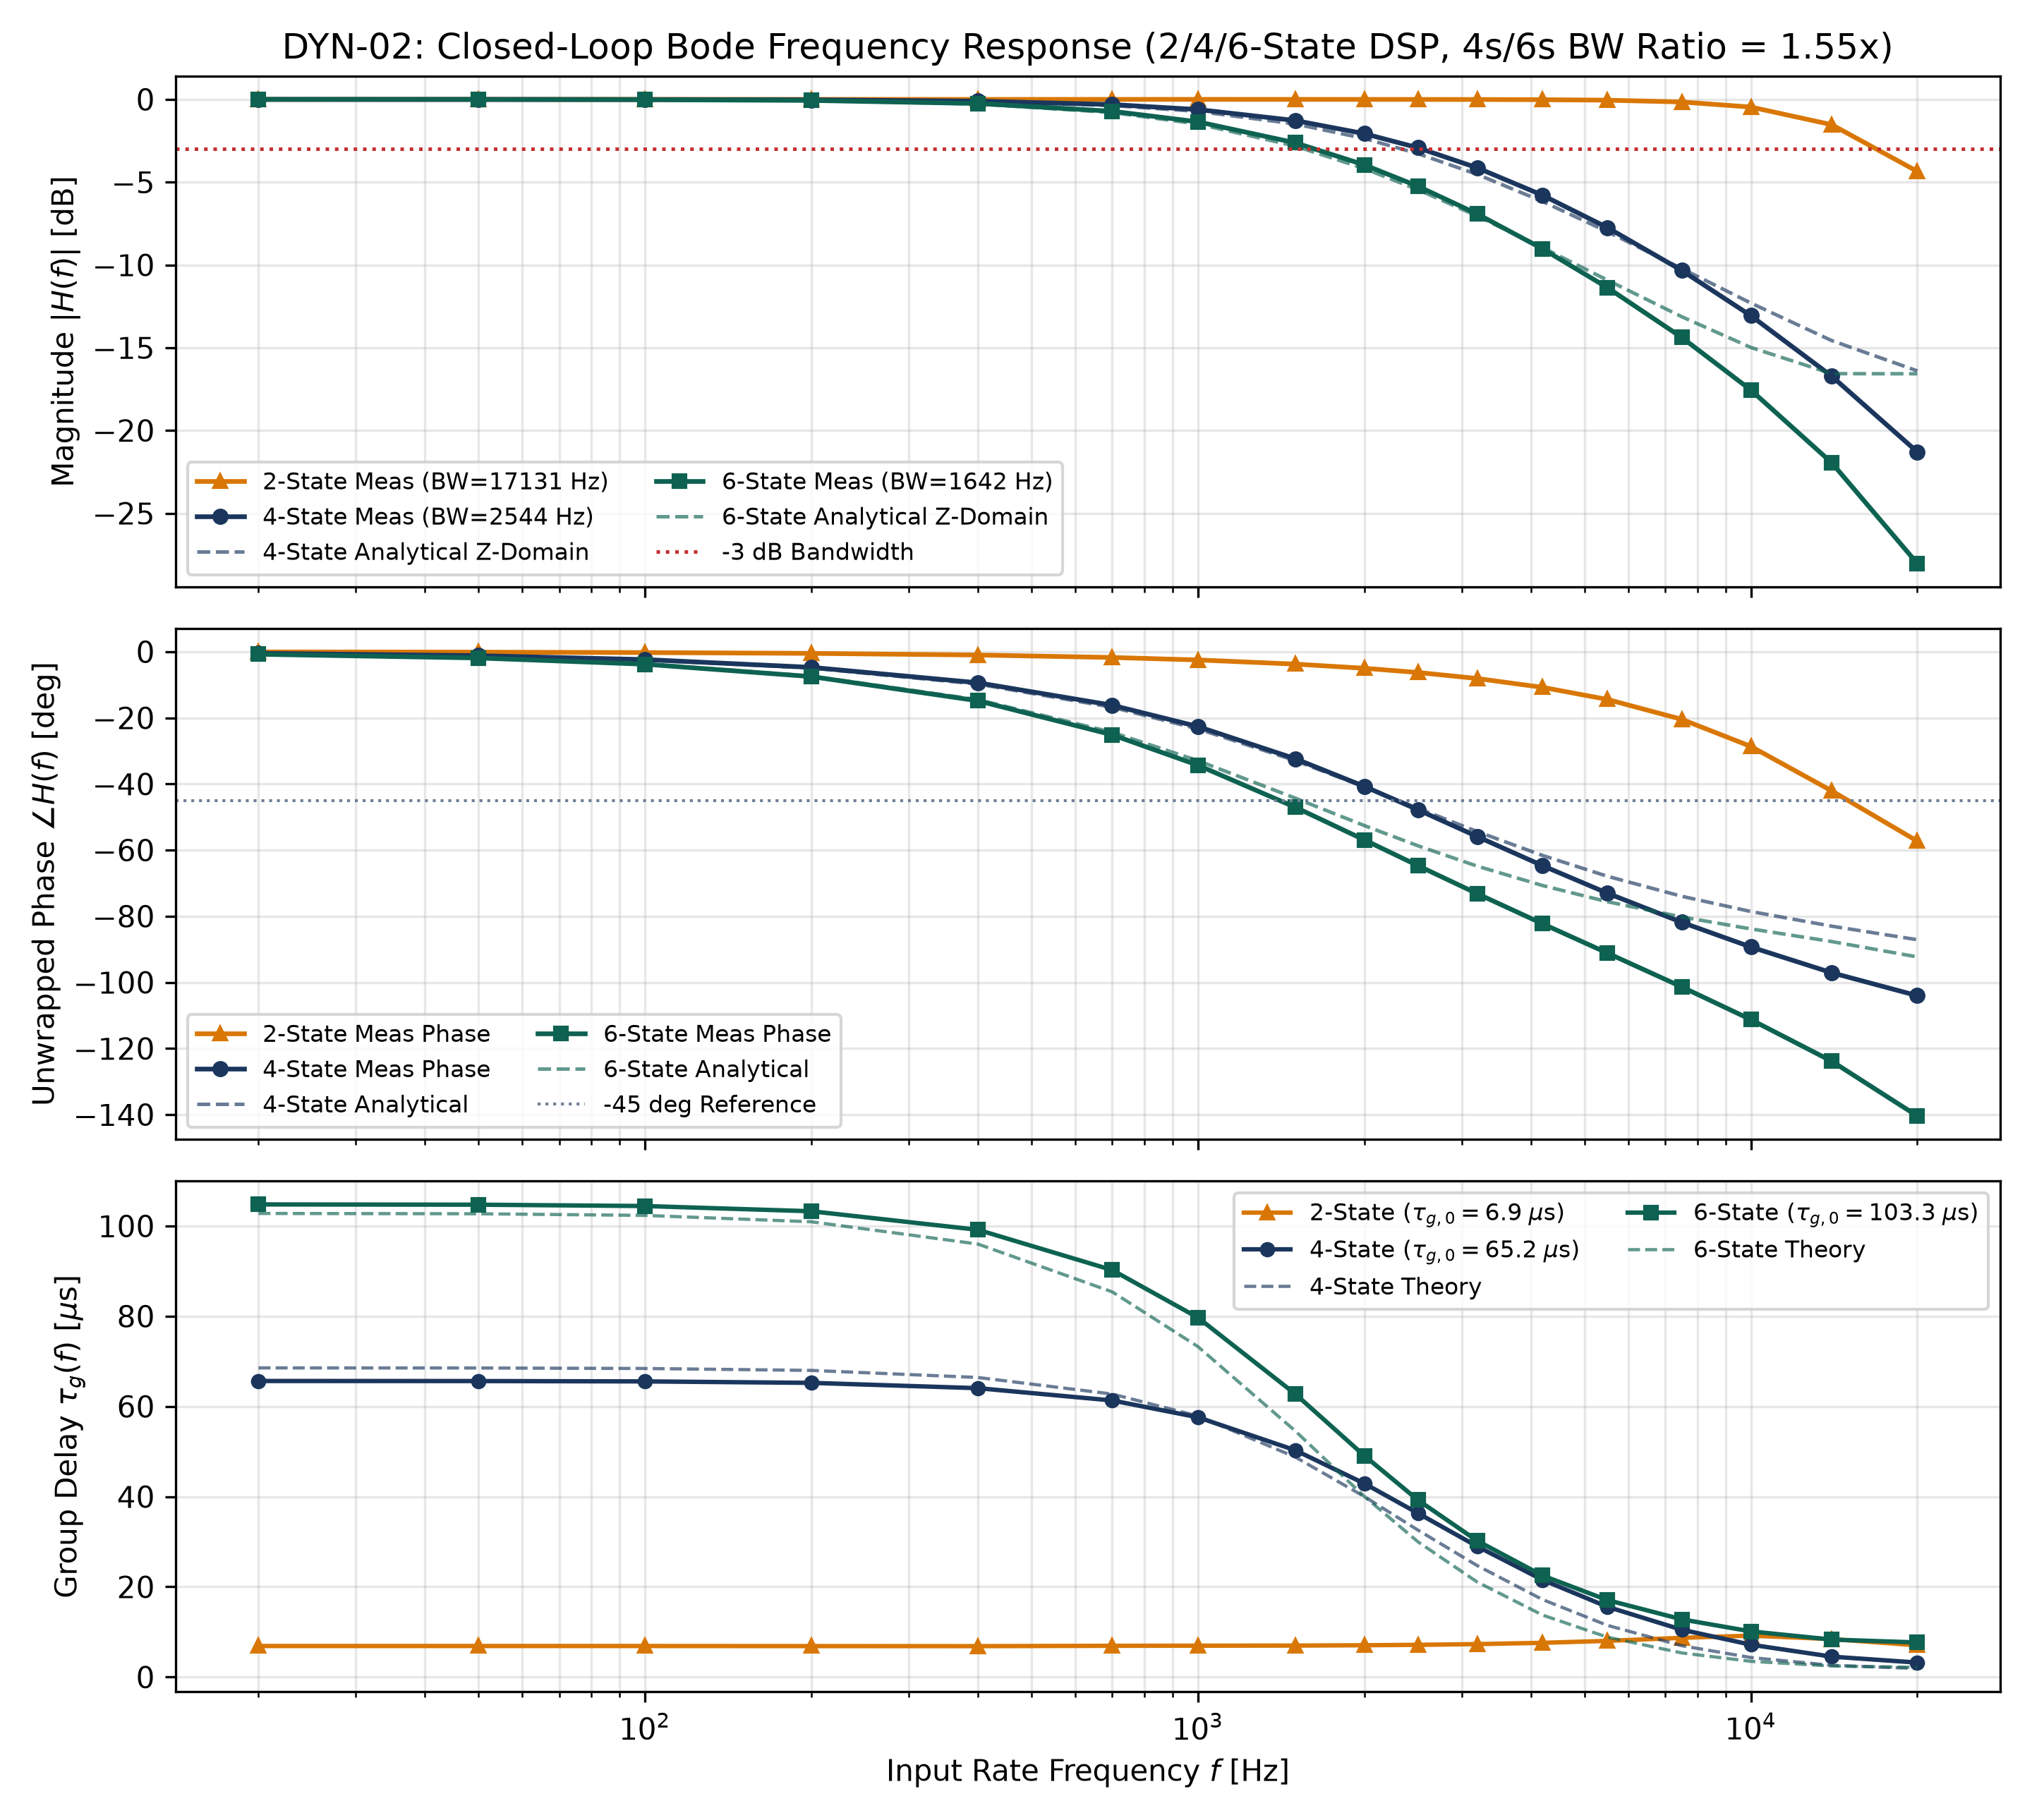 DYN-02: Closed-Loop Bode Frequency Response (2/4/6-State DSP, 4s/6s BW Ratio = 1.55x)
Magnitude |H(f)| [dB]
0
−5
−10
−15
−20
−25
2-State Meas (BW=17131 Hz)
4-State Meas (BW=2544 Hz)
4-State Analytical Z-Domain
6-State Meas (BW=1642 Hz)
6-State Analytical Z-Domain
-3 dB Bandwidth
Unwrapped Phase ∠H(f) [deg]
0
−20
−40
−60
−80
−100
−120
−140
2-State Meas Phase
4-State Meas Phase
4-State Analytical
6-State Meas Phase
6-State Analytical
-45 deg Reference
Group Delay τg(f) [μs]
100
80
60
40
20
0
2-State (τg,0 = 6.9 μs)
4-State (τg,0 = 65.2 μs)
4-State Theory
6-State (τg,0 = 103.3 μs)
6-State Theory
10²
10³
10⁴
Input Rate Frequency f [Hz]